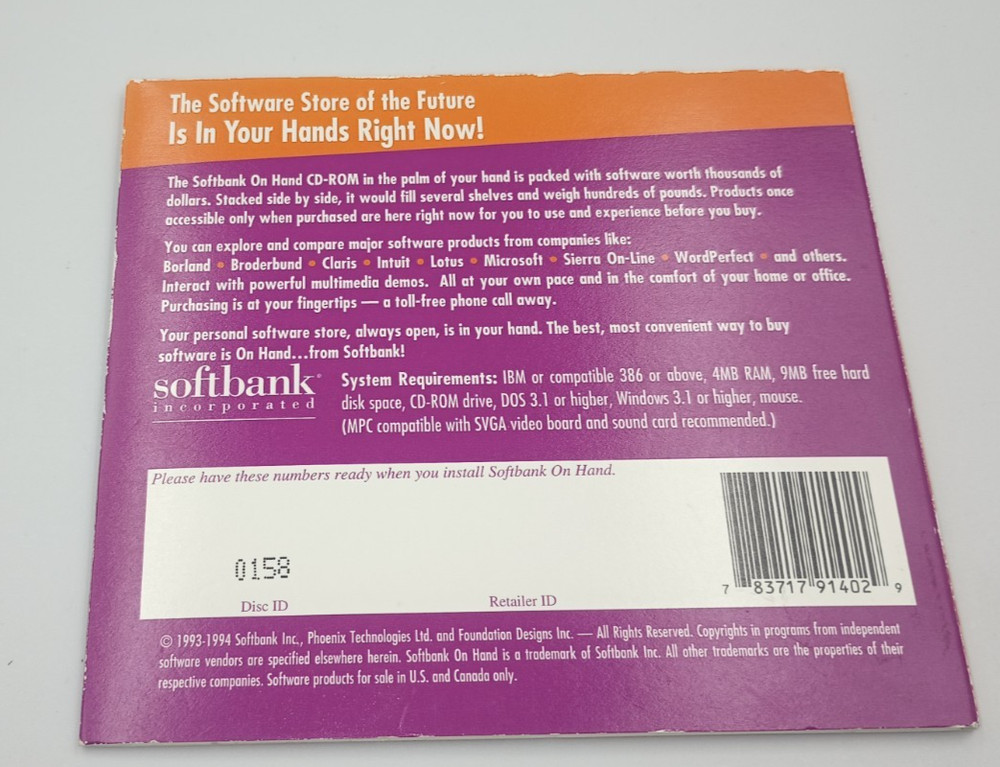 The Software Store of the Future
Is In Your Hands Right Now!
The Softbank On Hand CD-ROM in the palm of your hand is packed with software worth thousands of
dollars. Stacked side by side, it would fill several shelves and weigh hundreds of pounds. Products once
accessible only when purchased are here right now for you to use and experience before you buy.
You can explore and compare major software products from companies like:
Borland • Broderbund • Claris • Intuit • Lotus • Microsoft • Sierra On-Line • WordPerfect • and others.
Interact with powerful multimedia demos. All at your own pace and in the comfort of your home or office.
Purchasing is at your fingertips — a toll-free phone call away.
Your personal software store, always open, is in your hand. The best, most convenient way to buy
software is On Hand...from Softbank!
softbank®
incorporated
System Requirements: IBM or compatible 386 or above, 4MB RAM, 9MB free hard
disk space, CD-ROM drive, DOS 3.1 or higher, Windows 3.1 or higher, mouse.
(MPC compatible with SVGA video board and sound card recommended.)
Please have these numbers ready when you install Softbank On Hand.
0158
Disc ID
Retailer ID
7 83717 91402 9
© 1993-1994 Softbank Inc., Phoenix Technologies Ltd. and Foundation Designs Inc. — All Rights Reserved. Copyrights in programs from independent
software vendors are specified elsewhere herein. Softbank On Hand is a trademark of Softbank Inc. All other trademarks are the properties of their
respective companies. Software products for sale in U.S. and Canada only.